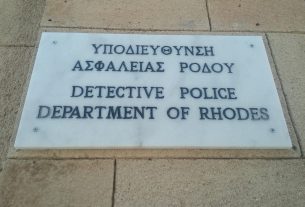 ΥΠΟΔΙΕΥΘΥΝΣΗ
ΑΣΦΑΛΕΙΑΣ ΡΟΔΟΥ
DETECTIVE POLICE
DEPARTMENT OF RHODES